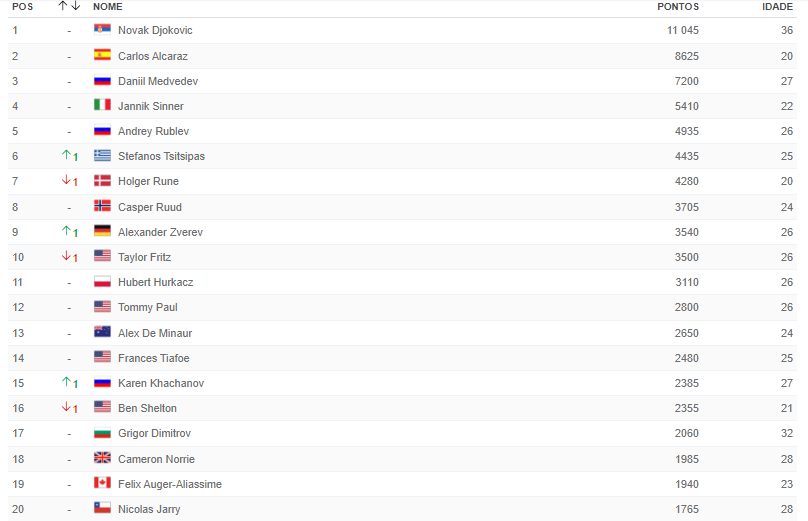 POS ↑↓ NOME PONTOS IDADE
1 - Novak Djokovic 11 045 36
2 - Carlos Alcaraz 8625 20
3 - Daniil Medvedev 7200 27
4 - Jannik Sinner 5410 22
5 - Andrey Rublev 4935 26
6 ↑1 Stefanos Tsitsipas 4435 25
7 ↓1 Holger Rune 4280 20
8 - Casper Ruud 3705 24
9 ↑1 Alexander Zverev 3540 26
10 ↓1 Taylor Fritz 3500 26
11 - Hubert Hurkacz 3110 26
12 - Tommy Paul 2800 26
13 - Alex De Minaur 2650 24
14 - Frances Tiafoe 2480 25
15 ↑1 Karen Khachanov 2385 27
16 ↓1 Ben Shelton 2355 21
17 - Grigor Dimitrov 2060 32
18 - Cameron Norrie 1985 28
19 - Felix Auger-Aliassime 1940 23
20 - Nicolas Jarry 1765 28